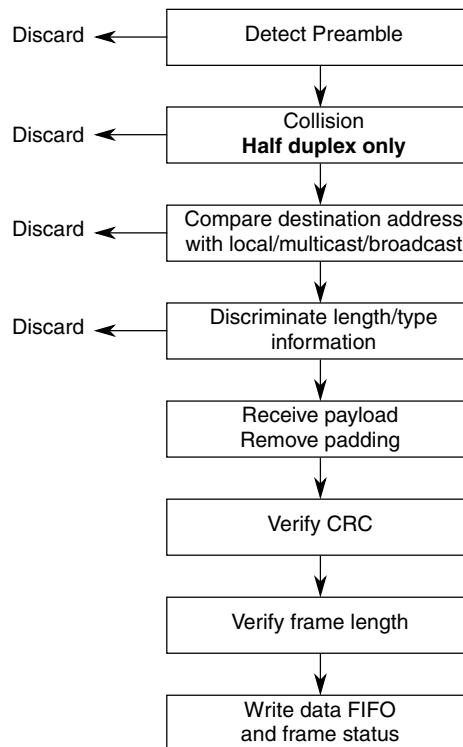 Discard
Detect Preamble
Discard
Collision
Half duplex only
Discard
Compare destination address
with local/multicast/broadcast
Discard
Discriminate length/type
information
Receive payload
Remove padding
Verify CRC
Verify frame length
Write data FIFO
and frame status